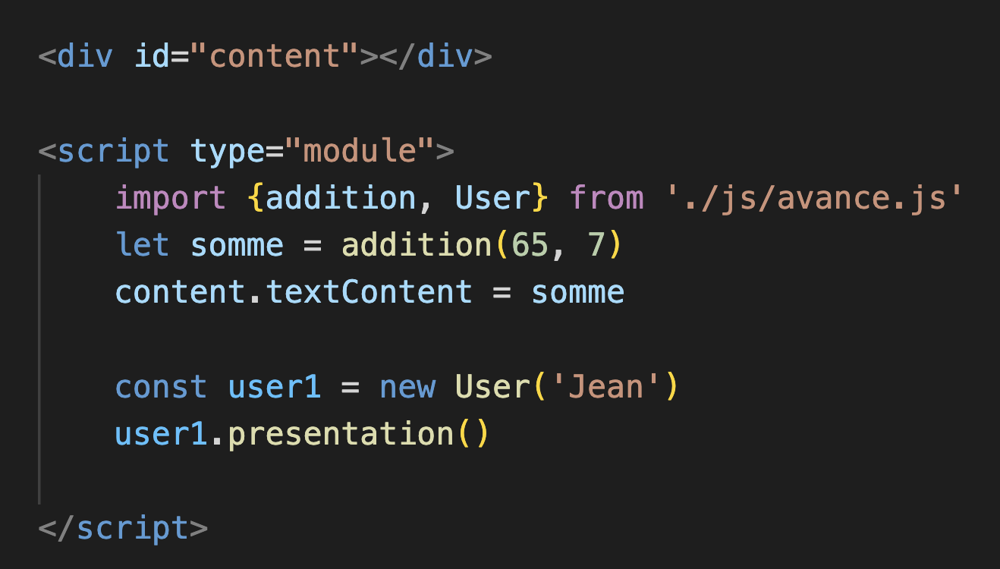 <div id="content"></div>
<script type="module">
import {addition, User} from './js/avance.js'
let somme = addition(65, 7)
content.textContent = somme
const user1 = new User('Jean')
user1.presentation()
</script>